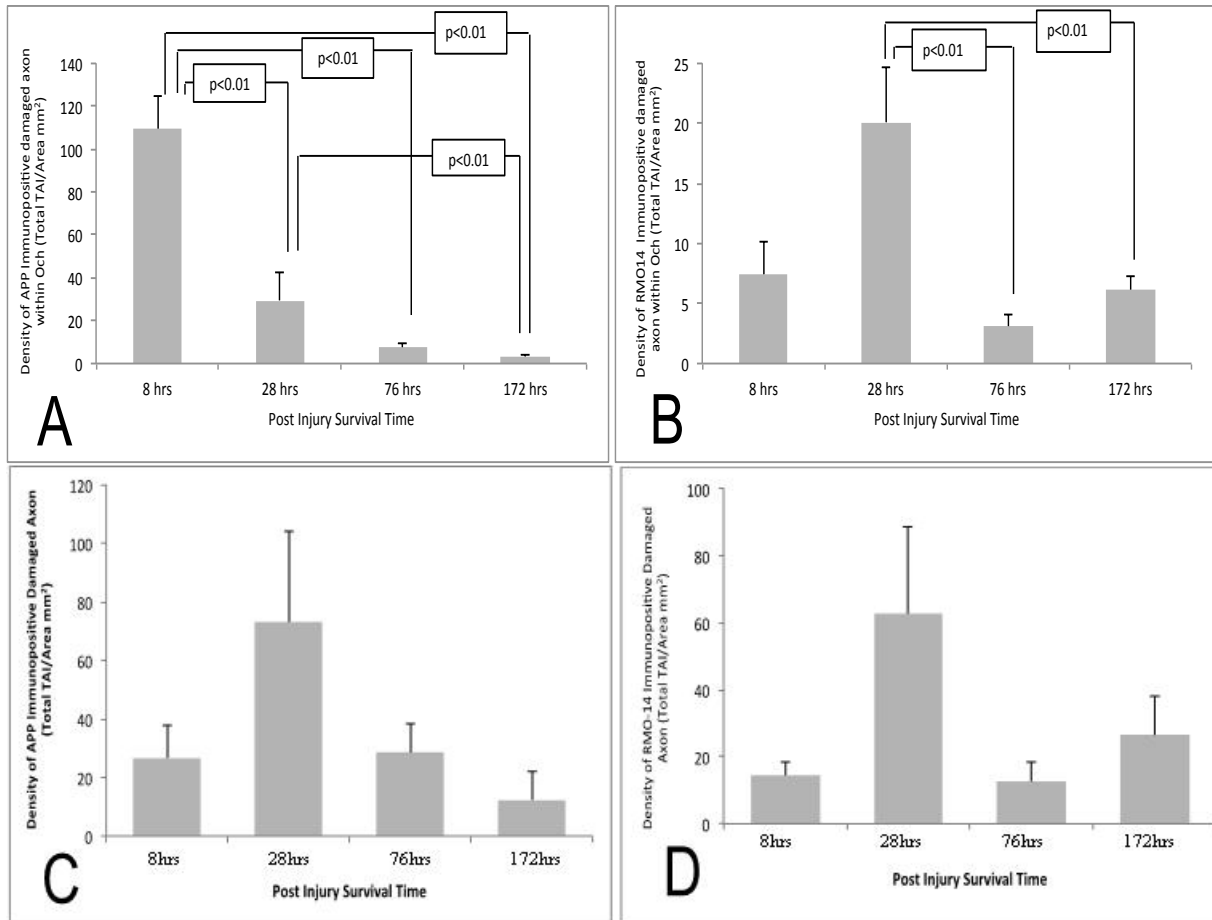 p<0.01
p<0.01
p<0.01
p<0.01
Density of APP Immunopositive damaged axon
within Och (Total TAI/Area mm²)
140
120
100
80
60
40
20
0
8 hrs
28 hrs
76 hrs
172 hrs
Post Injury Survival Time
A
p<0.01
p<0.01
Density of RMO14 Immunopositive damaged
axon within Och (Total TAI/Area mm²)
25
20
15
10
5
0
8 hrs
28 hrs
76 hrs
172 hrs
Post Injury Survival Time
B
Density of APP Immunopositive Damaged Axon
(Total TAI/Area mm²)
120
100
80
60
40
20
0
8hrs
28hrs
76hrs
172hrs
Post Injury Survival Time
C
Density of RMO-14 Immunopositive Damaged
Axon (Total TAI/Area mm²)
100
80
60
40
20
0
8hrs
28hrs
76hrs
172hrs
Post Injury Survival Time
D